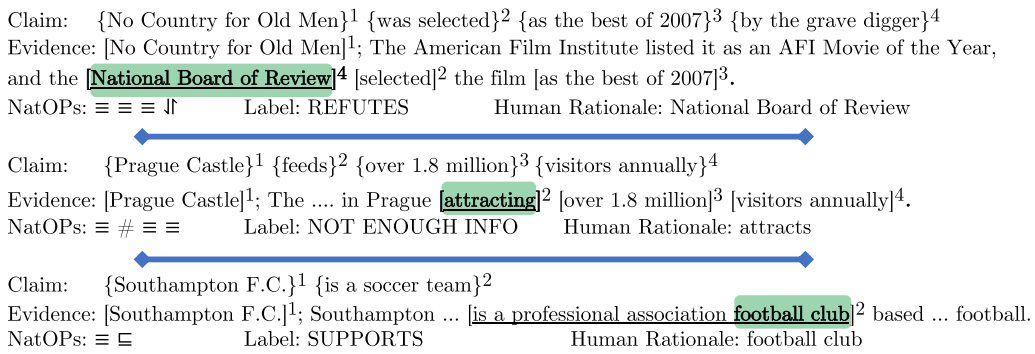 Claim: {No Country for Old Men}¹ {was selected}² {as the best of 2007}³ {by the grave digger}⁴
Evidence: [No Country for Old Men]¹; The American Film Institute listed it as an AFI Movie of the Year,
and the [National Board of Review]⁴ [selected]² the film [as the best of 2007]³.
NatOPs: ≡ ≡ ≡ ⥯ Label: REFUTES Human Rationale: National Board of Review
Claim: {Prague Castle}¹ {feeds}² {over 1.8 million}³ {visitors annually}⁴
Evidence: [Prague Castle]¹; The .... in Prague [attracting]² [over 1.8 million]³ [visitors annually]⁴.
NatOPs: ≡ # ≡ ≡ Label: NOT ENOUGH INFO Human Rationale: attracts
Claim: {Southampton F.C.}¹ {is a soccer team}²
Evidence: [Southampton F.C.]¹; Southampton ... [is a professional association football club]² based ... football.
NatOPs: ≡ ⊑ Label: SUPPORTS Human Rationale: football club